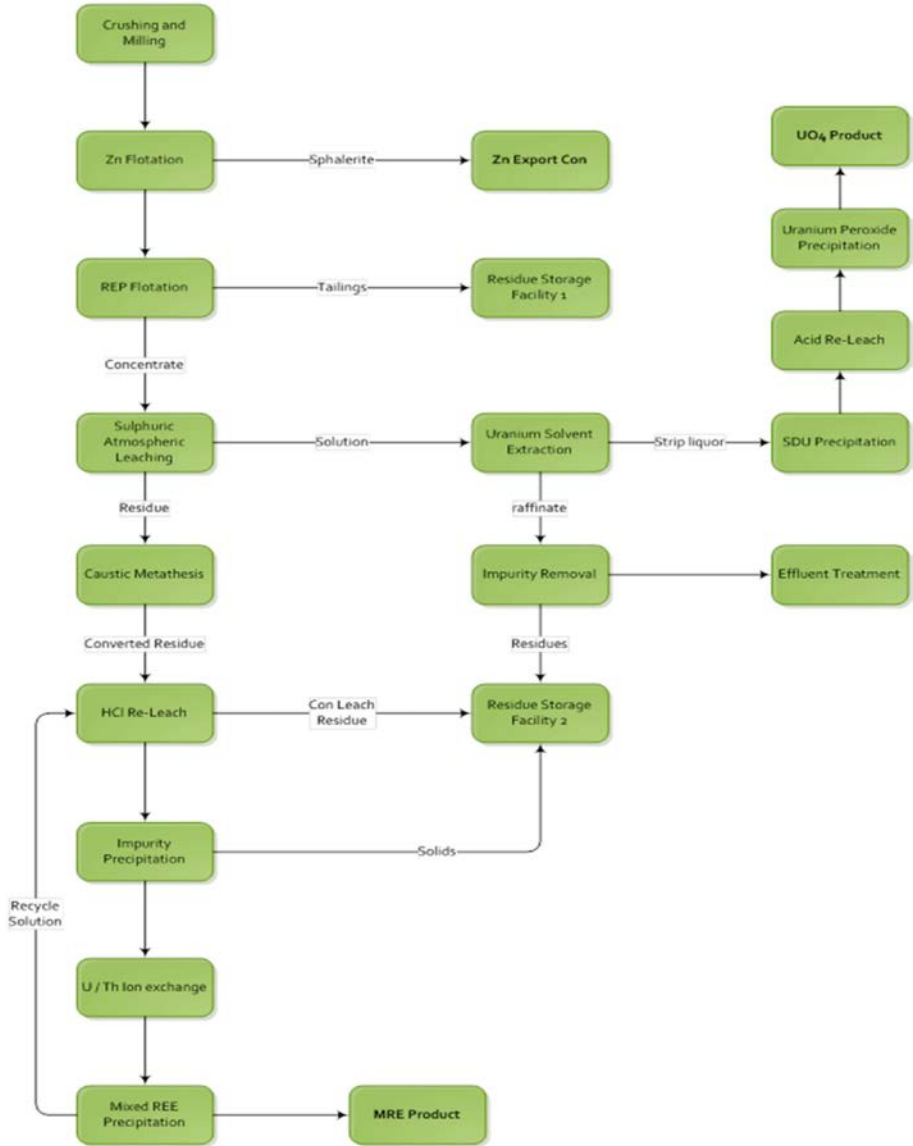 Crushing and
Milling
Zn Flotation
Sphalerite
Zn Export Con
UO4 Product
Uranium Peroxide
Precipitation
REP Flotation
Tailings
Residue Storage
Facility 1
Acid Re-Leach
Concentrate
Sulphuric
Atmospheric
Leaching
Solution
Uranium Solvent
Extraction
Strip liquor
SDU Precipitation
Residue
raffinate
Caustic Metathesis
Impurity Removal
Effluent Treatment
Converted Residue
Residues
HCl Re-Leach
Con Leach
Residue
Residue Storage
Facility 2
Impurity
Precipitation
Solids
Recycle
Solution
U / Th Ion exchange
Mixed REE
Precipitation
MRE Product